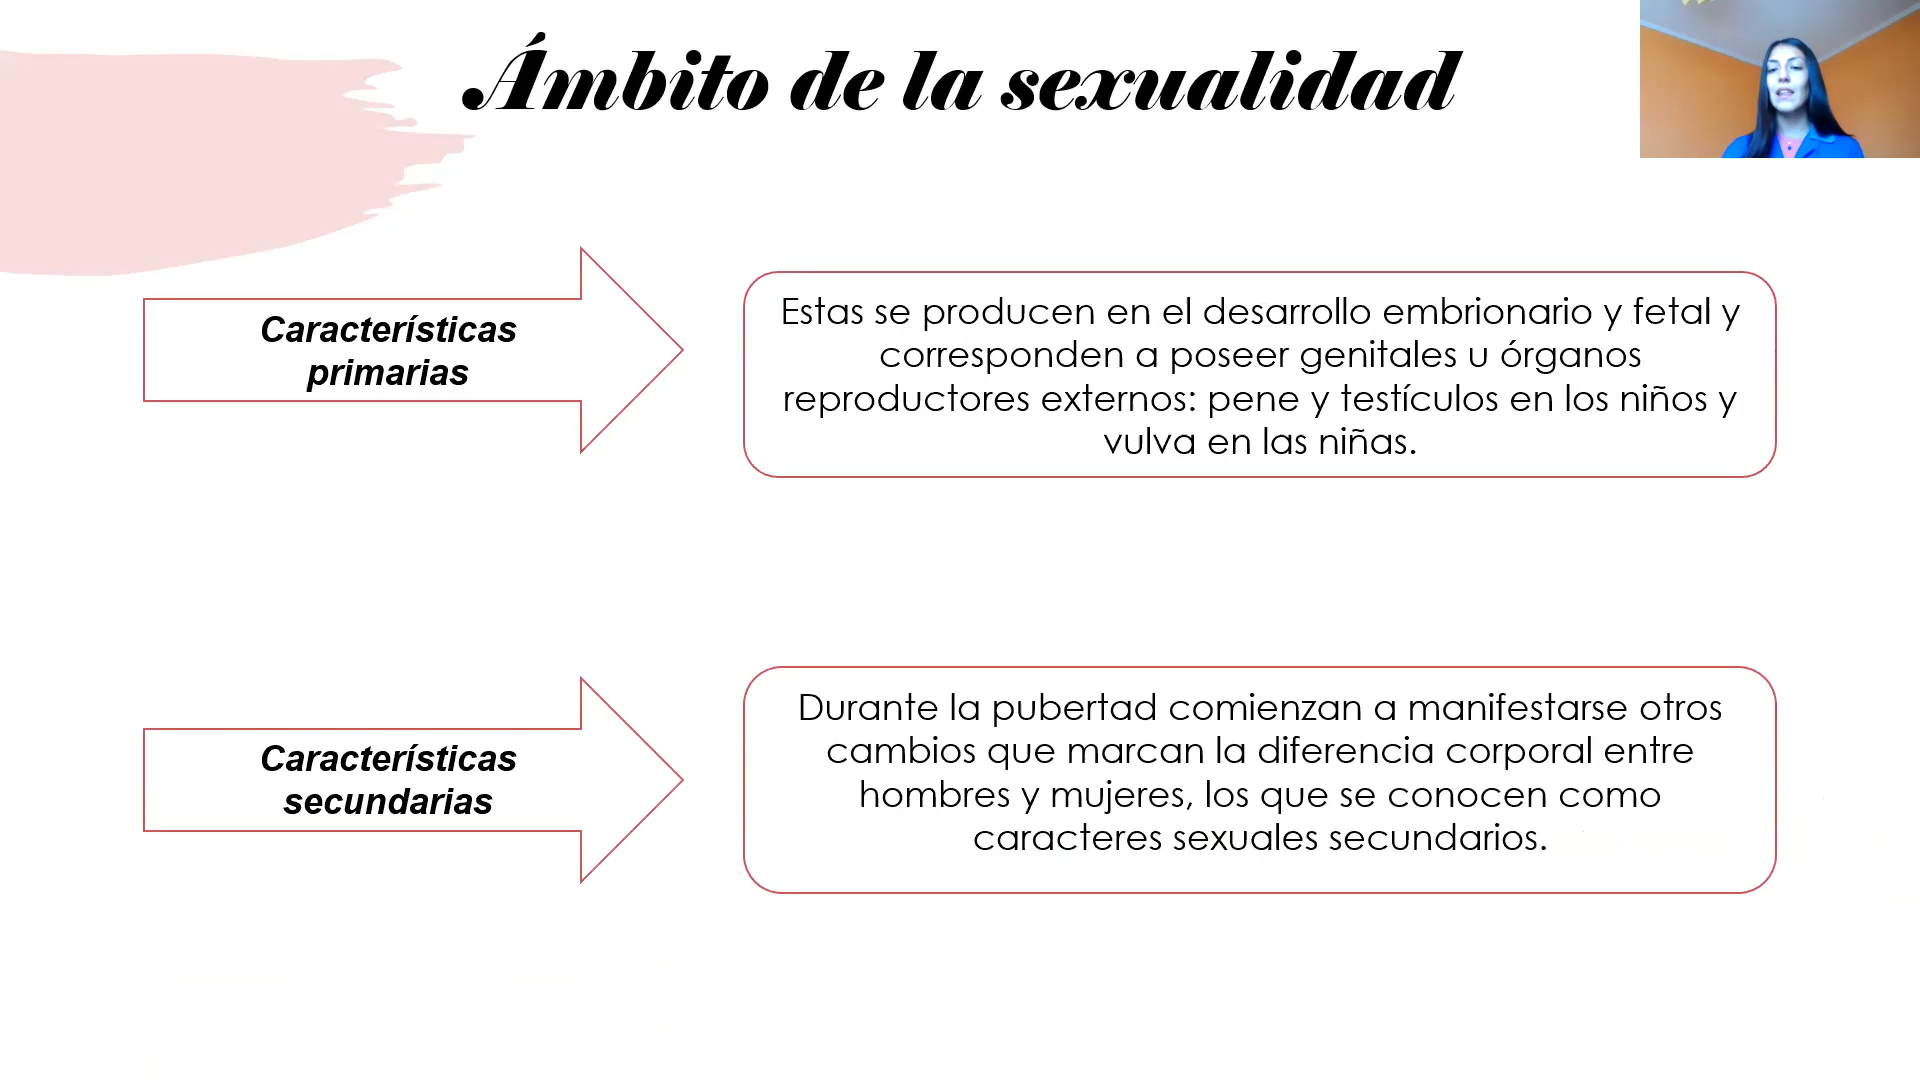 Ámbito de la sexualidad
Características
primarias
Estas se producen en el desarrollo embrionario y fetal y
corresponden a poseer genitales u órganos
reproductores externos: pene y testículos en los niños y
vulva en las niñas.
Características
secundarias
Durante la pubertad comienzan a manifestarse otros
cambios que marcan la diferencia corporal entre
hombres y mujeres, los que se conocen como
caracteres sexuales secundarios.